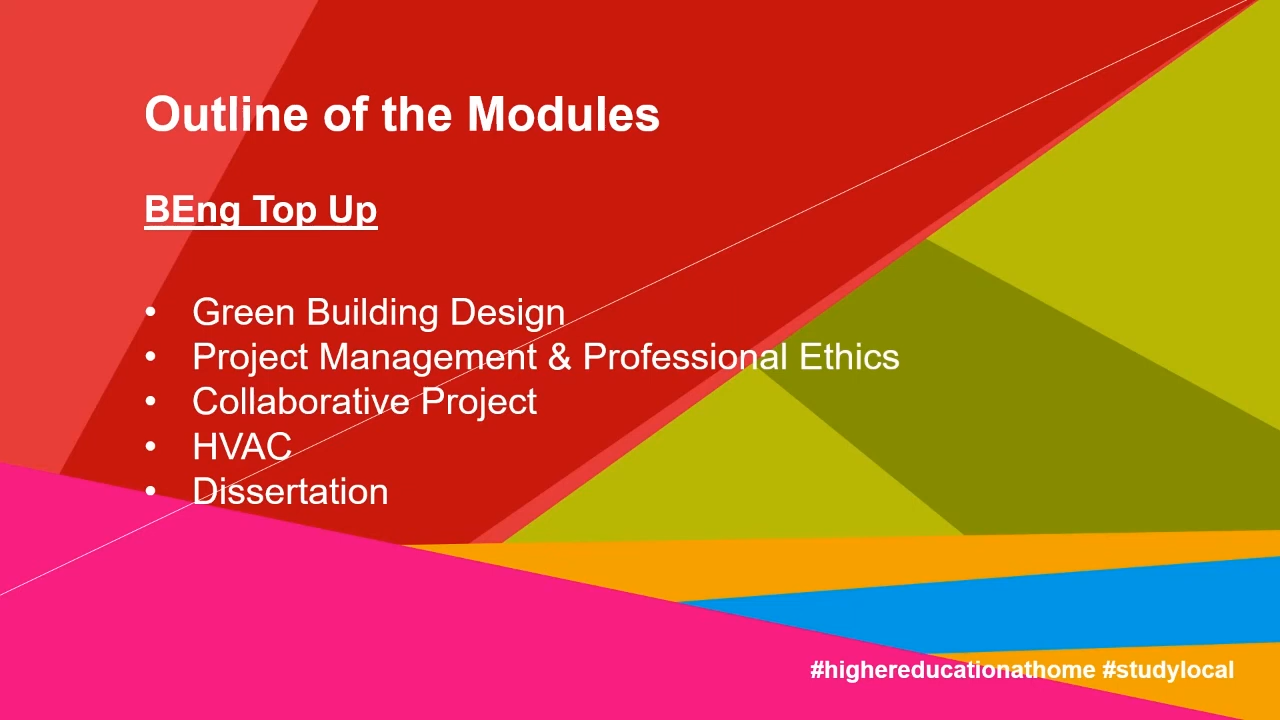 Outline of the Modules
BEng Top Up
• Green Building Design
• Project Management & Professional Ethics
• Collaborative Project
• HVAC
• Dissertation
#highereducationathome #studylocal